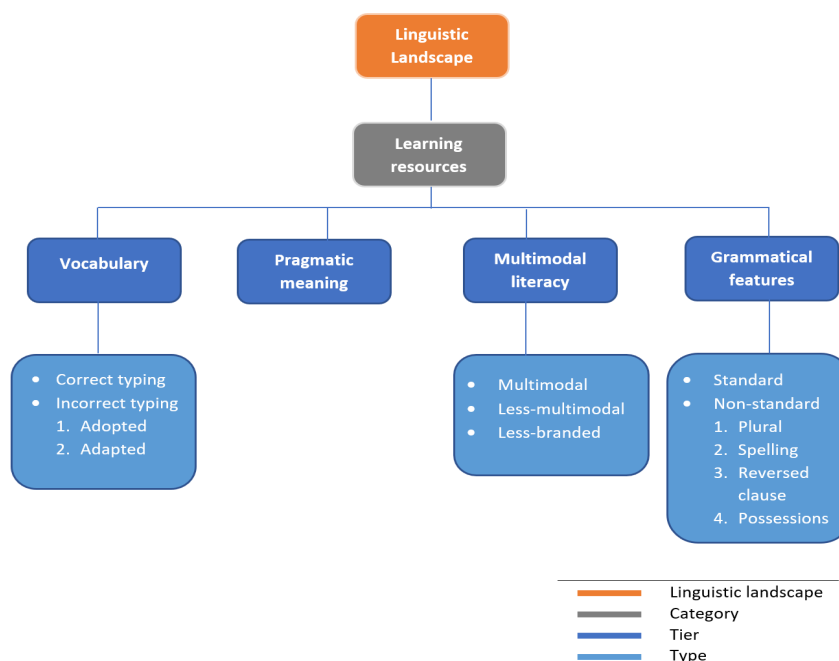 Linguistic
Landscape
Learning
resources
Vocabulary
Pragmatic
meaning
Multimodal
literacy
Grammatical
features
• Correct typing
• Incorrect typing
1. Adopted
2. Adapted
• Multimodal
• Less-multimodal
• Less-branded
• Standard
• Non-standard
1. Plural
2. Spelling
3. Reversed
clause
4. Possessions
Linguistic landscape
Category
Tier
Type